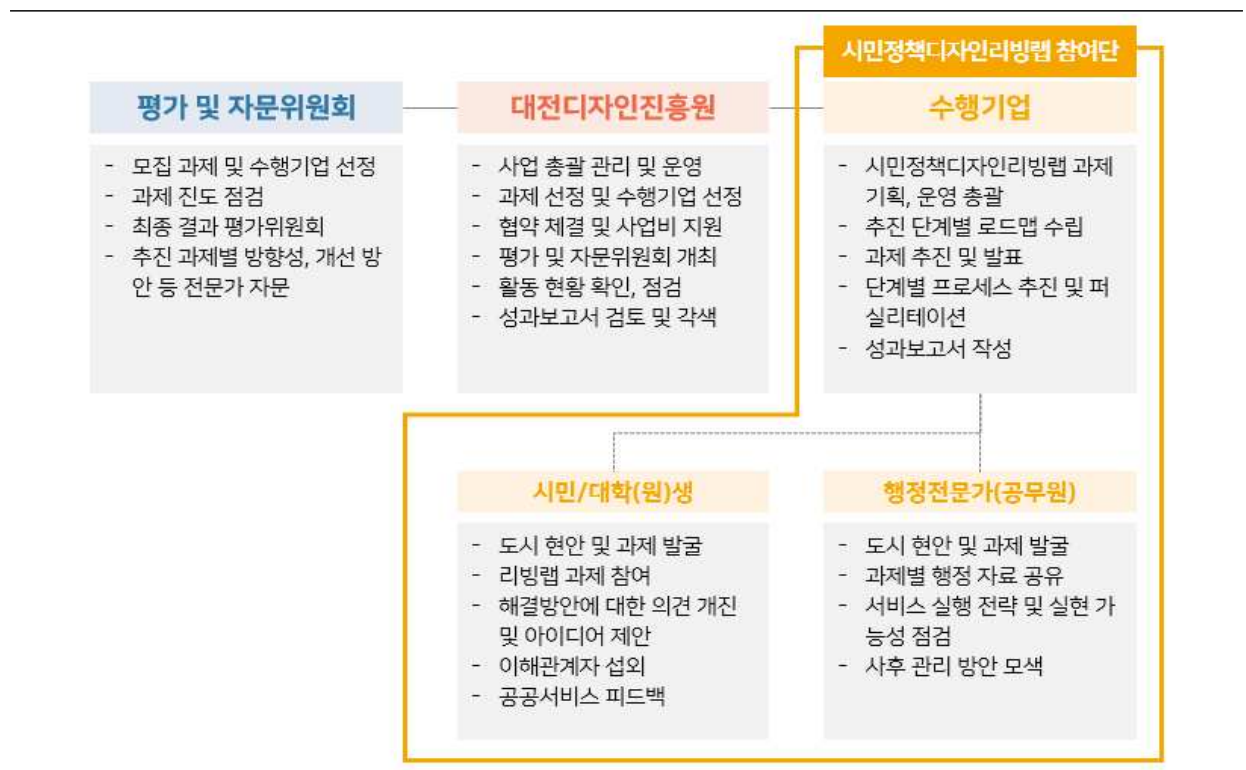 시민정책디자인리빙랩 참여단
평가 및 자문위원회
- 모집 과제 및 수행기업 선정
- 과제 진도 점검
- 최종 결과 평가위원회
- 추진 과제별 방향성, 개선 방
안 등 전문가 자문
대전디자인진흥원
- 사업 총괄 관리 및 운영
- 과제 선정 및 수행기업 선정
- 협약 체결 및 사업비 지원
- 평가 및 자문위원회 개최
- 활동 현황 확인, 점검
- 성과보고서 검토 및 각색
수행기업
- 시민정책디자인리빙랩 과제
기획, 운영 총괄
- 추진 단계별 로드맵 수립
- 과제 추진 및 발표
- 단계별 프로세스 추진 및 퍼
실리테이션
- 성과보고서 작성
시민/대학(원)생
- 도시 현안 및 과제 발굴
- 리빙랩 과제 참여
- 해결방안에 대한 의견 개진
및 아이디어 제안
- 이해관계자 섭외
- 공공서비스 피드백
행정전문가(공무원)
- 도시 현안 및 과제 발굴
- 과제별 행정 자료 공유
- 서비스 실행 전략 및 실현 가
능성 점검
- 사후 관리 방안 모색